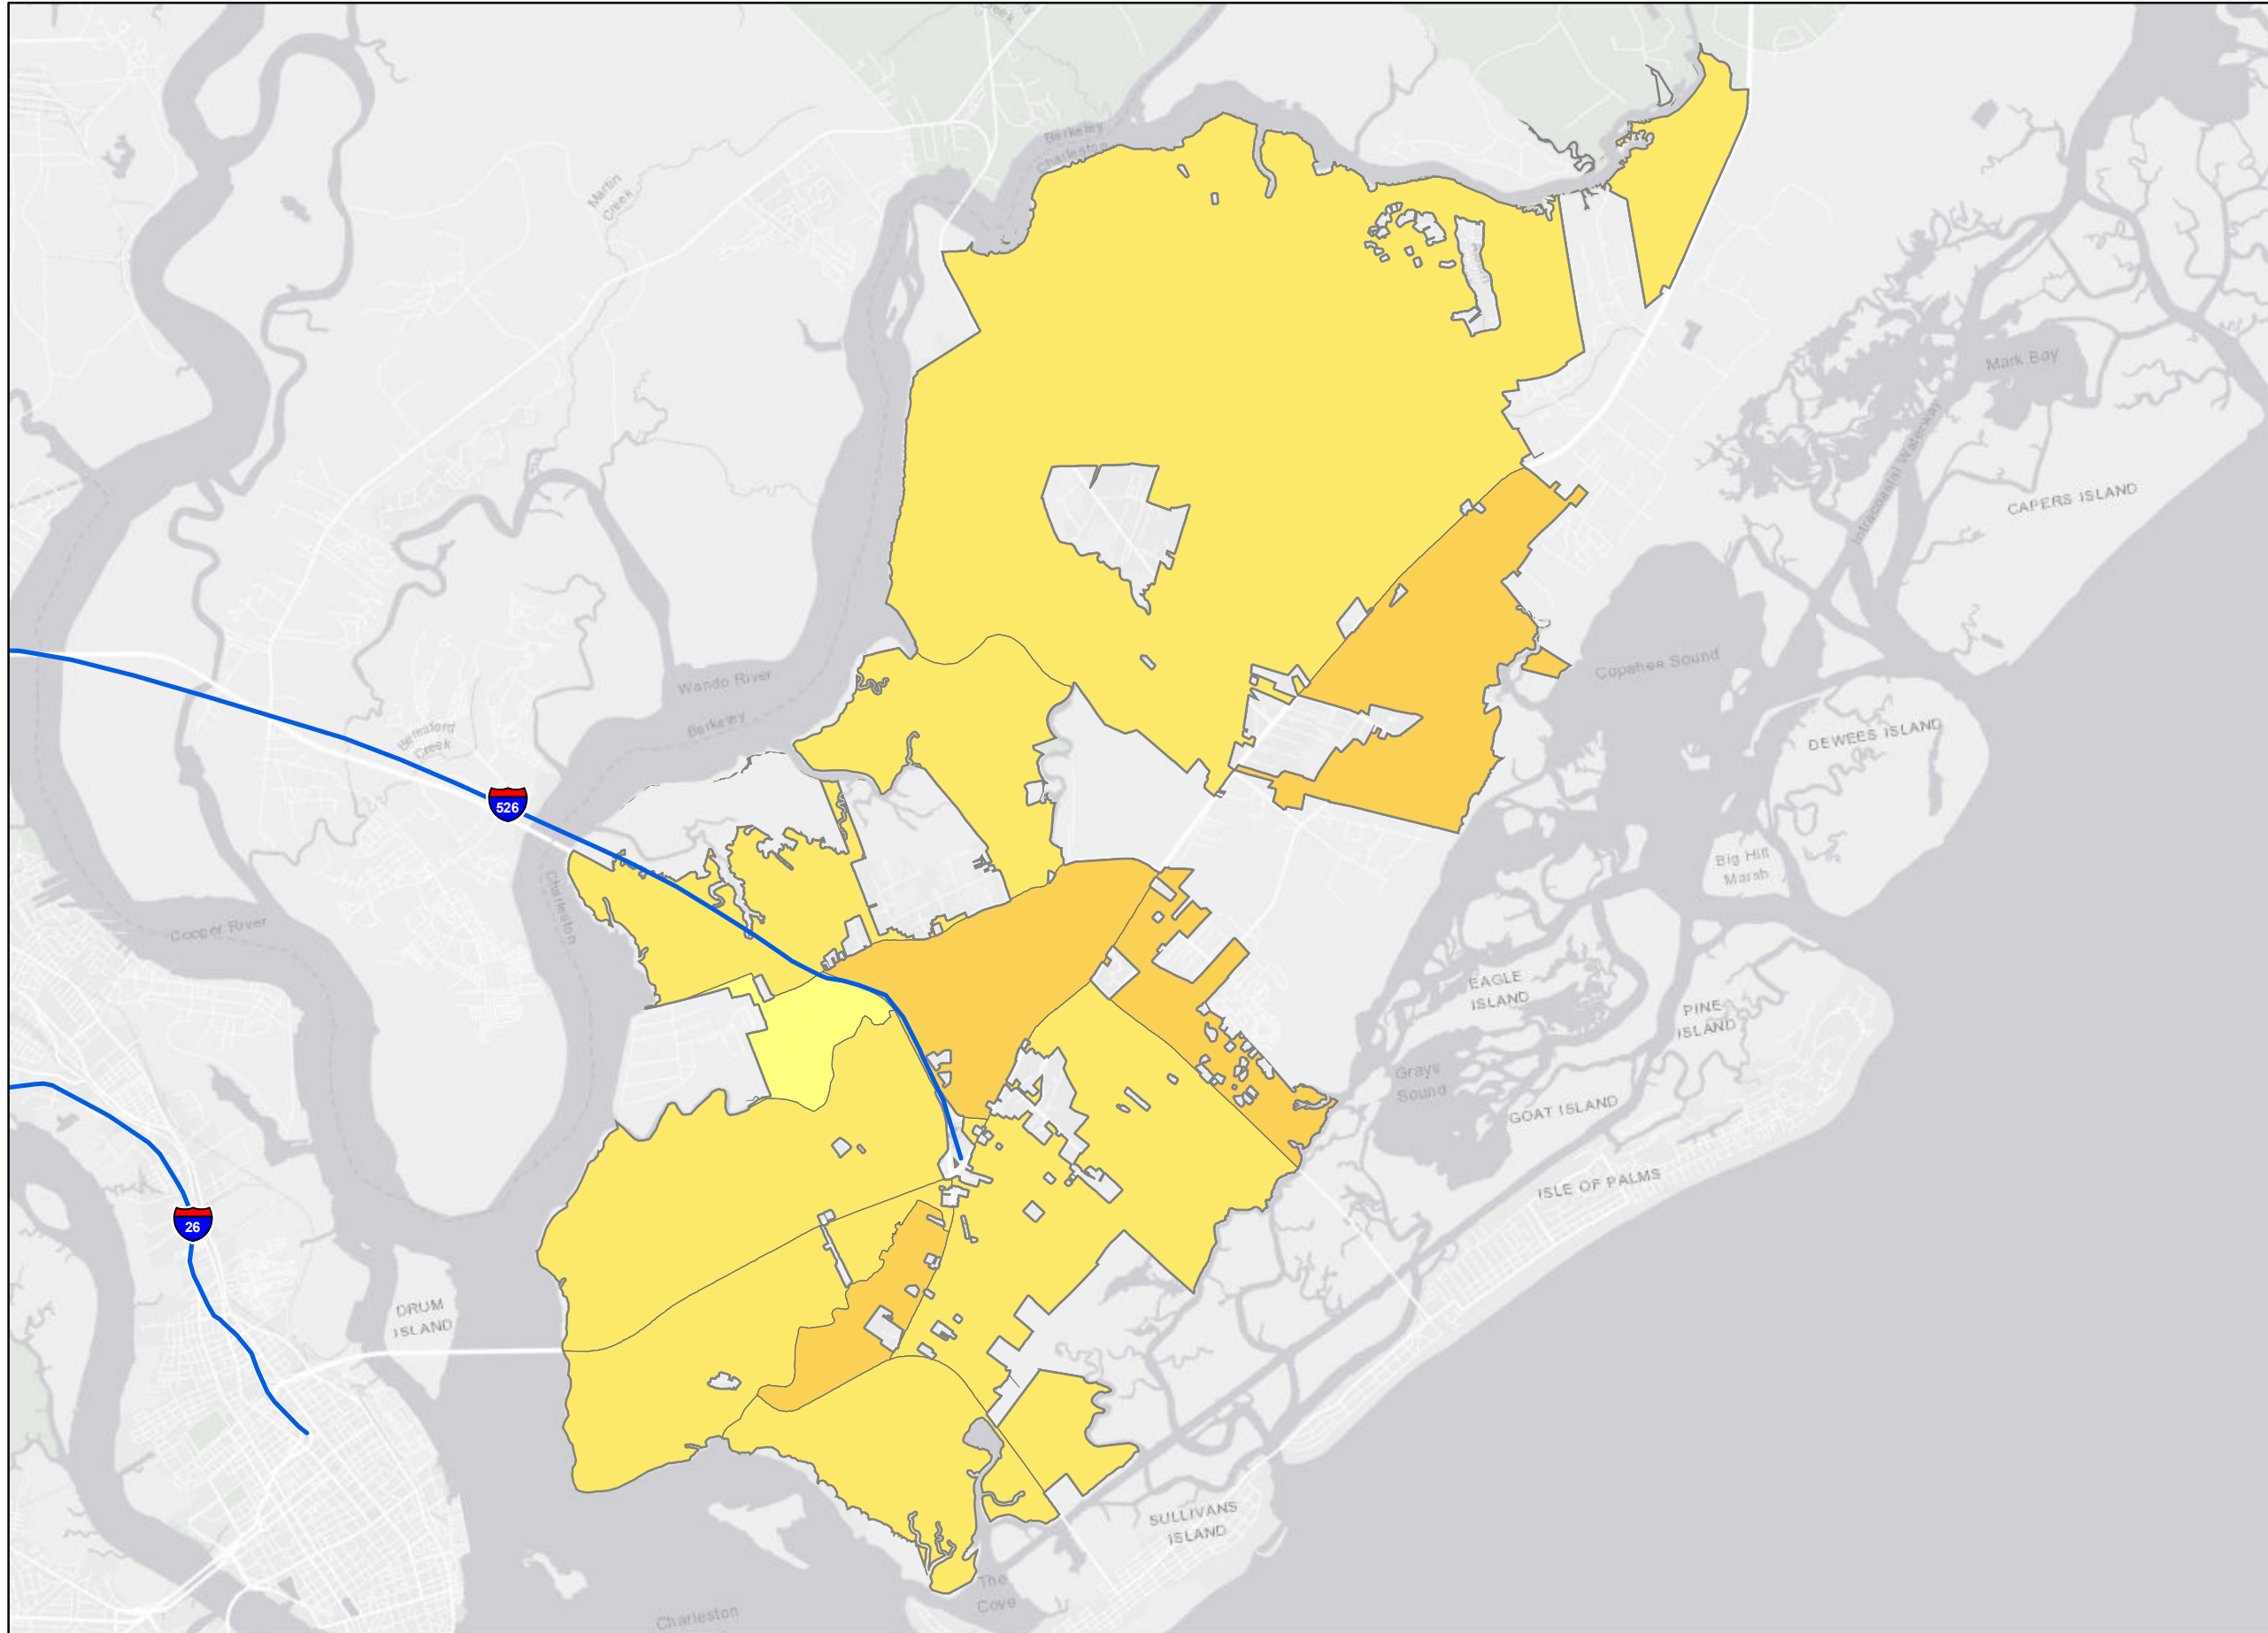 Creek
Berkeley
Charleston
Martin
Creek
Mark Bay
Intracoastal Waterway
CAPERS ISLAND
Copahee Sound
Wando River
Berkeley
DEWEES ISLAND
Beresford
Creek
526
Big Hill
Marsh
Charleston
Cooper River
EAGLE
ISLAND
PINE
ISLAND
Grays
Sound
GOAT ISLAND
ISLE OF PALMS
26
DRUM
ISLAND
SULLIVANS
ISLAND
The
Cove
Charleston